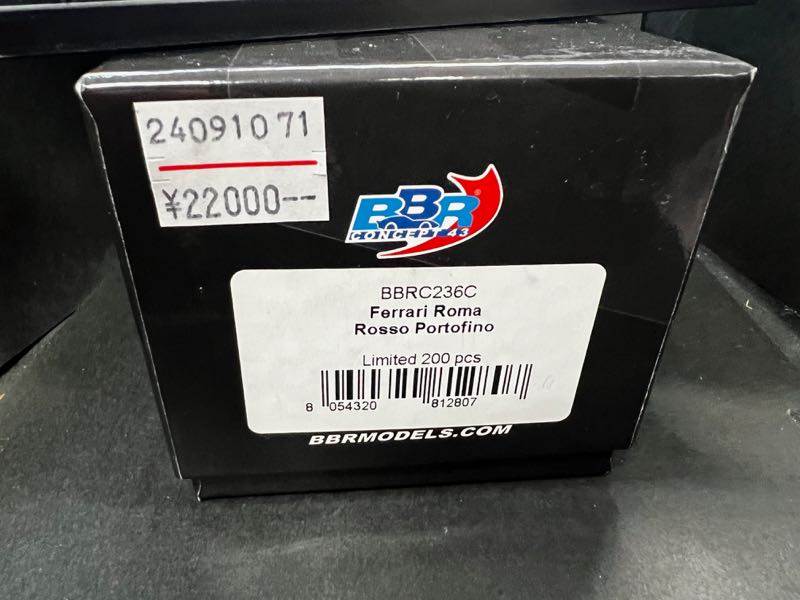 24091071
¥22000--
BBR®
CONCEPT 43
BBRC236C
Ferrari Roma
Rosso Portofino
Limited 200 pcs
8 054320 812807
BBRMODELS.COM